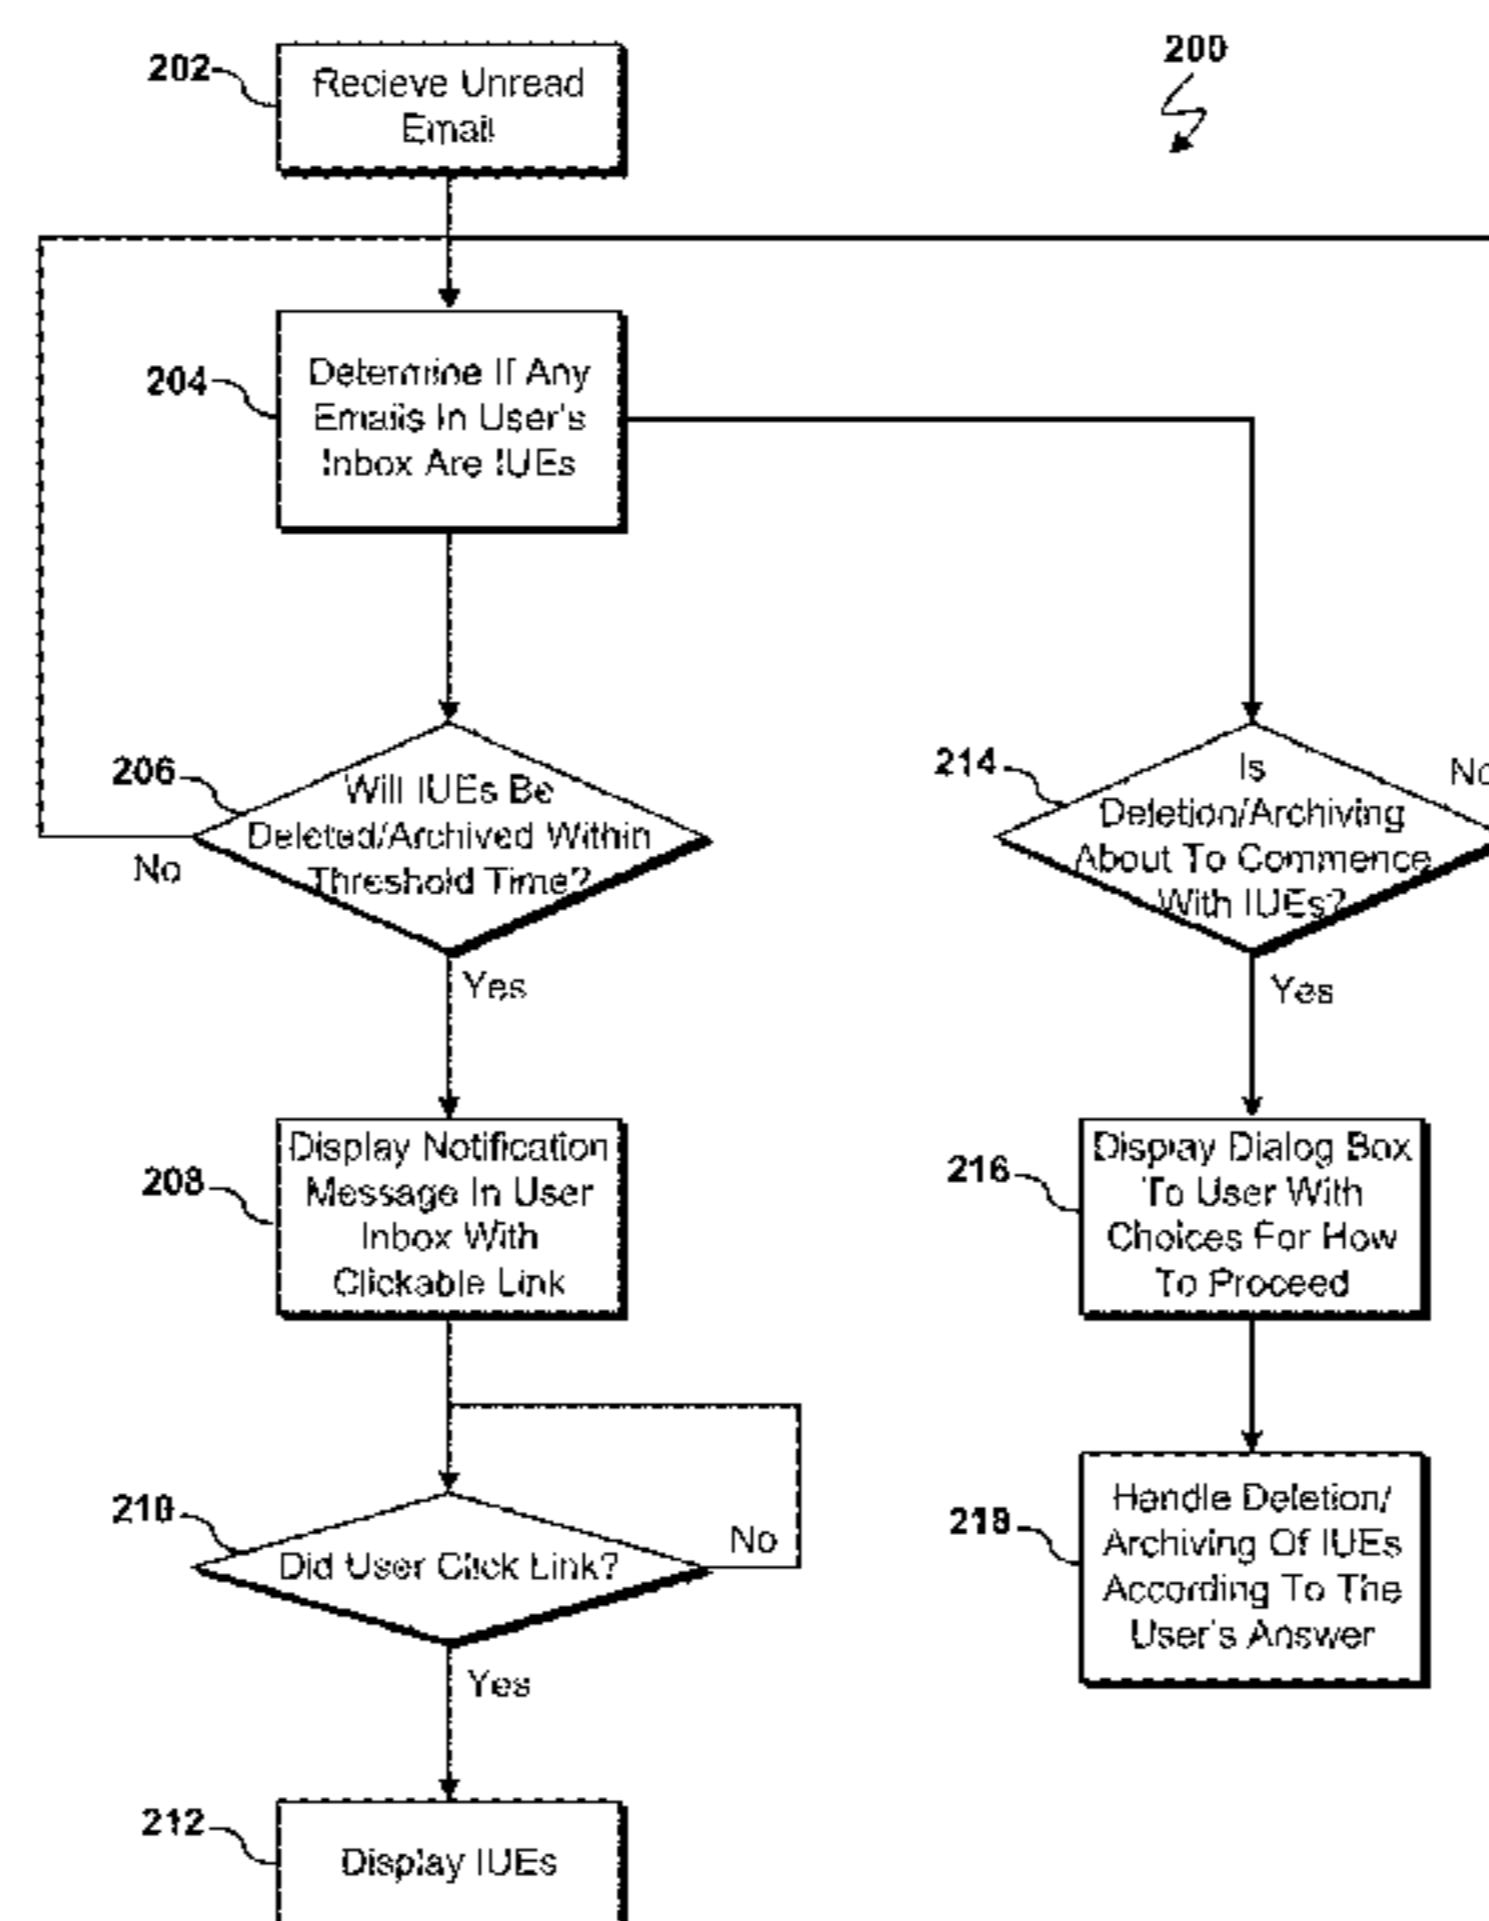 202
Recieve Unread
Email
200
204
Determine If Any
Emails In User's
Inbox Are IUEs
206
Will IUEs Be
Deleted/Archived Within
Threshold Time?
No
Yes
214
Is
Deletion/Archiving
About To Commence
With IUEs?
No
Yes
208
Display Notification
Message In User
Inbox With
Clickable Link
216
Display Dialog Box
To User With
Choices For How
To Proceed
210
Did User Click Link?
No
Yes
218
Handle Deletion/
Archiving Of IUEs
According To The
User's Answer
212
Display IUEs